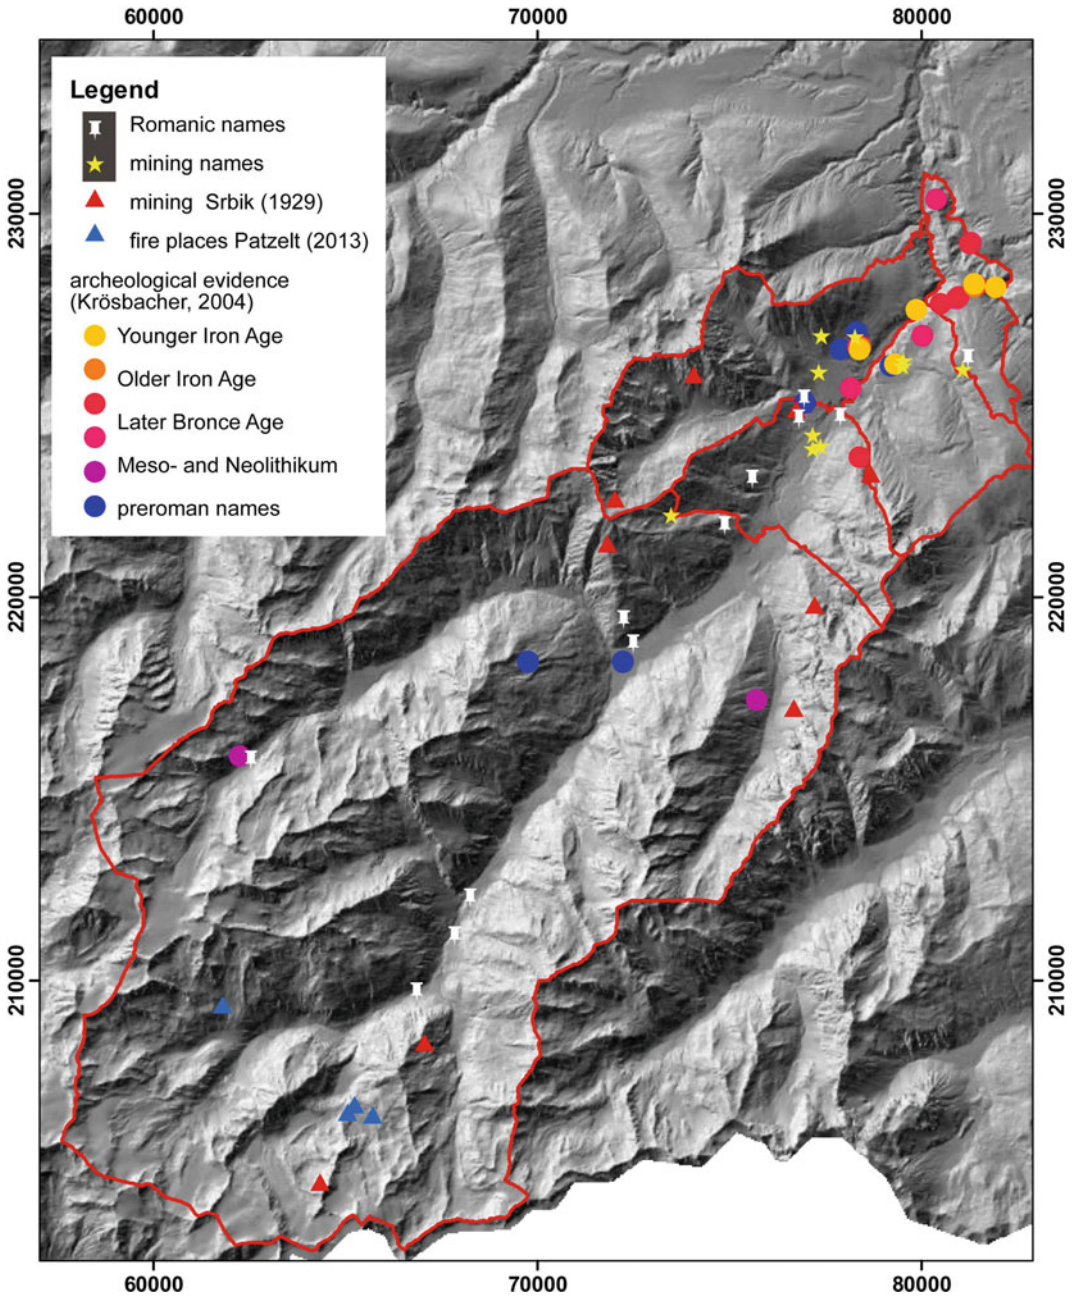 60000
70000
80000
Legend
Romanic names
mining names
mining Srbik (1929)
fire places Patzelt (2013)
archeological evidence
(Krösbacher, 2004)
Younger Iron Age
Older Iron Age
Later Bronce Age
Meso- and Neolithikum
preroman names
230000
230000
220000
220000
210000
210000
60000
70000
80000